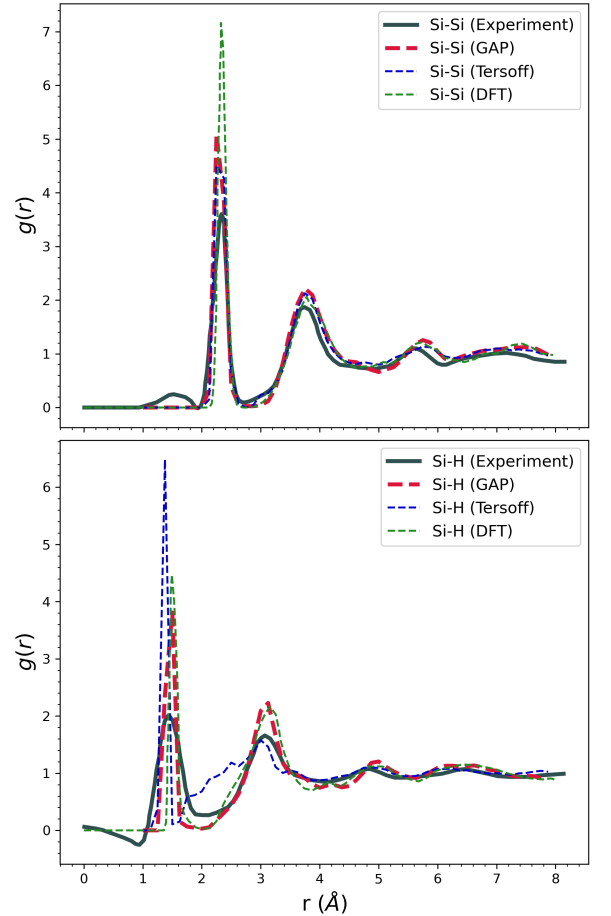 7
6
5
4
3
2
1
0
g(r)
Si-Si (Experiment)
Si-Si (GAP)
Si-Si (Tersoff)
Si-Si (DFT)
6
5
4
3
2
1
0
g(r)
Si-H (Experiment)
Si-H (GAP)
Si-H (Tersoff)
Si-H (DFT)
0 1 2 3 4 5 6 7 8
r (Å)